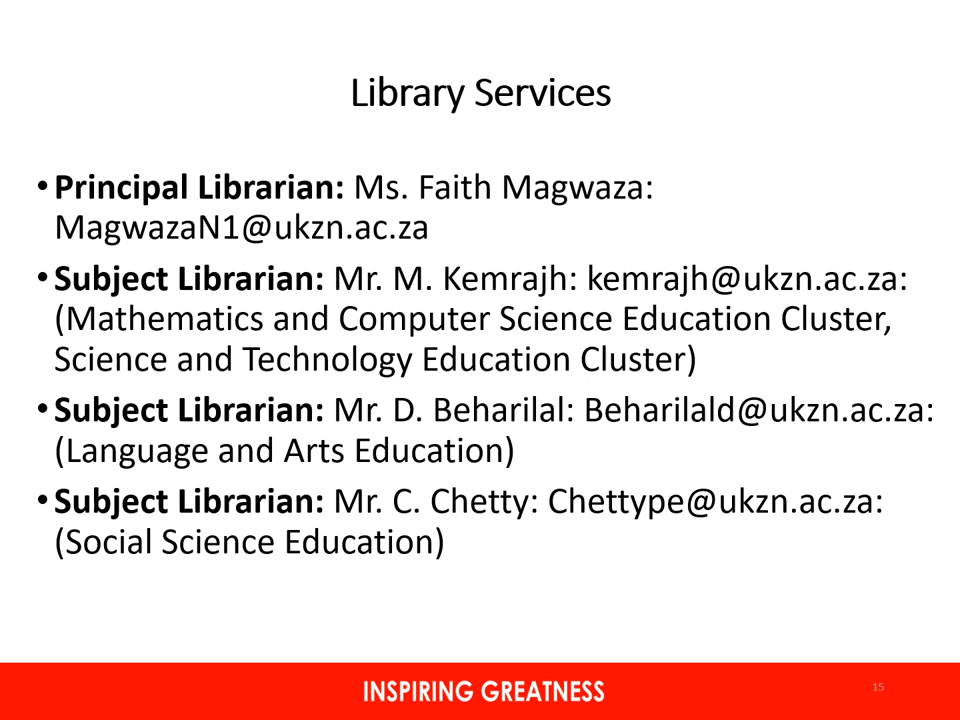 Library Services
• Principal Librarian: Ms. Faith Magwaza:
MagwazaN1@ukzn.ac.za
• Subject Librarian: Mr. M. Kemrajh: kemrajh@ukzn.ac.za:
(Mathematics and Computer Science Education Cluster,
Science and Technology Education Cluster)
• Subject Librarian: Mr. D. Beharilal: Beharilald@ukzn.ac.za:
(Language and Arts Education)
• Subject Librarian: Mr. C. Chetty: Chettype@ukzn.ac.za:
(Social Science Education)
INSPIRING GREATNESS
15